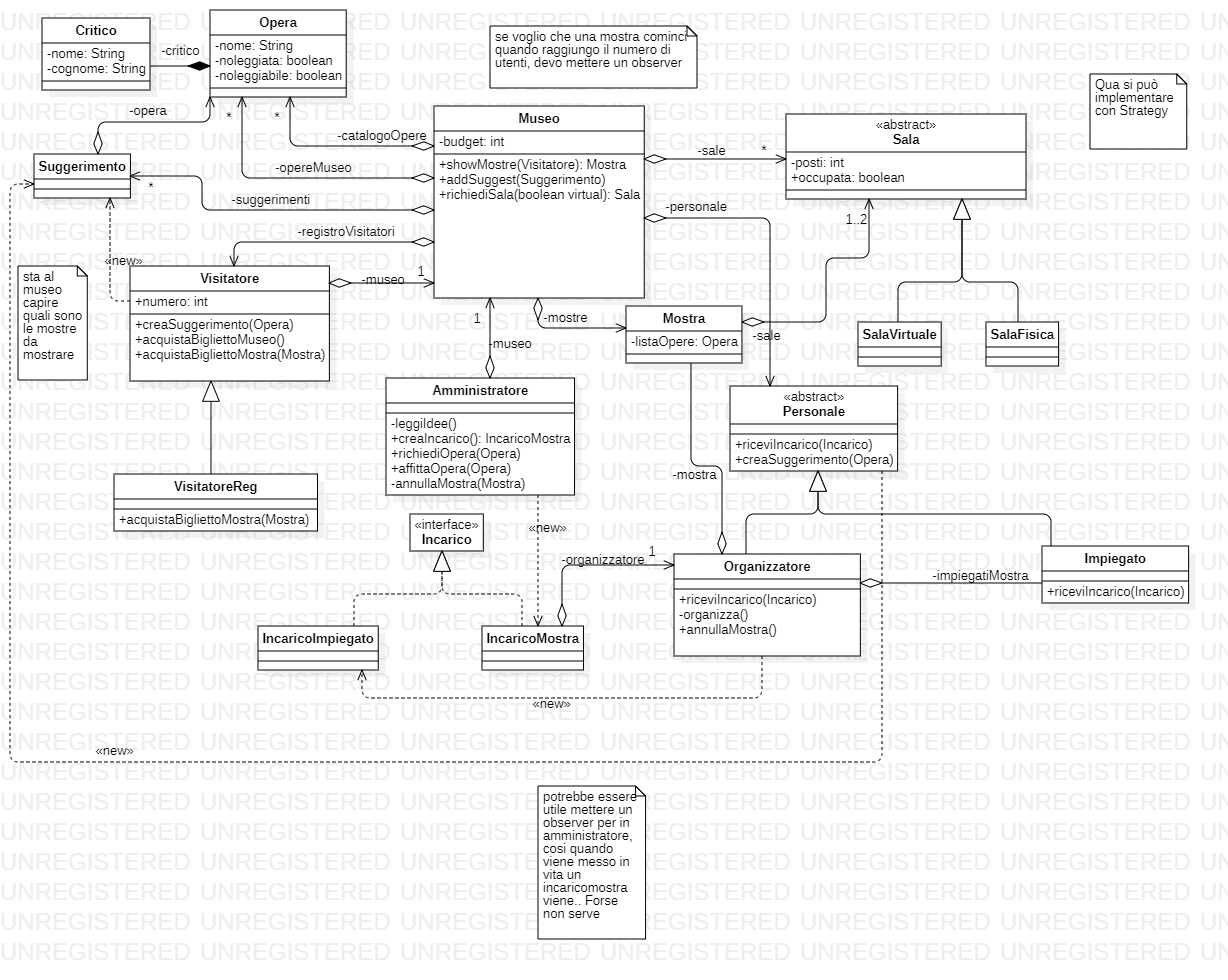 Critico
-nome: String
-cognome: String
-critico
Opera
-nome: String
-noleggiata: boolean
-noleggiabile: boolean
se voglio che una mostra cominci
quando raggiungo il numero di
utenti, devo mettere un observer
Qua si può
implementare
con Strategy
-opera
*
*
-catalogoOpere
Museo
-budget: int
+showMostre(Visitatore): Mostra
+addSuggest(Suggerimento)
+richiediSala(boolean virtual): Sala
-sale
*
«abstract»
Sala
-posti: int
+occupata: boolean
Suggerimento
*
-opereMuseo
-suggerimenti
-registroVisitatori
-personale
1..2
«new»
sta al
museo
capire
quali sono
le mostre
da
mostrare
Visitatore
+numero: int
+creaSuggerimento(Opera)
+acquistaBigliettoMuseo()
+acquistaBigliettoMostra(Mostra)
-museo
1
1
-museo
-mostre
Mostra
-listaOpere: Opera
-sale
SalaVirtuale
SalaFisica
Amministratore
-leggiIdee()
+creaIncarico(): IncaricoMostra
+richiediOpera(Opera)
+affittaOpera(Opera)
-annullaMostra(Mostra)
«abstract»
Personale
+riceviIncarico(Incarico)
+creaSuggerimento(Opera)
-mostra
VisitatoreReg
+acquistaBigliettoMostra(Mostra)
«interface»
Incarico
«new»
-organizzatore
1
Organizzatore
+riceviIncarico(Incarico)
-organizza()
+annullaMostra()
-impiegatiMostra
Impiegato
+riceviIncarico(Incarico)
IncaricoImpiegato
IncaricoMostra
«new»
«new»
potrebbe essere
utile mettere un
observer per in
amministratore,
cosi quando
viene messo in
vita un
incaricomostra
viene.. Forse
non serve